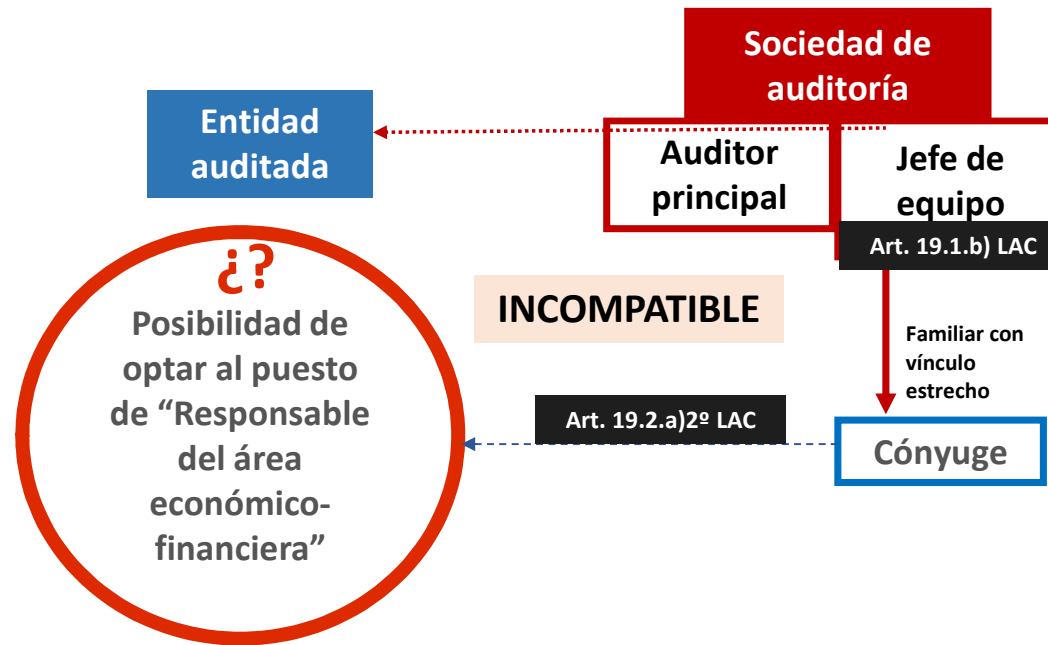 Sociedad de
auditoría
Entidad
auditada
Auditor
principal
Jefe de
equipo
Art. 19.1.b) LAC
¿?
Posibilidad de
optar al puesto
de “Responsable
del área
económico-
financiera”
INCOMPATIBLE
Familiar con
vínculo
estrecho
Art. 19.2.a)2º LAC
Cónyuge